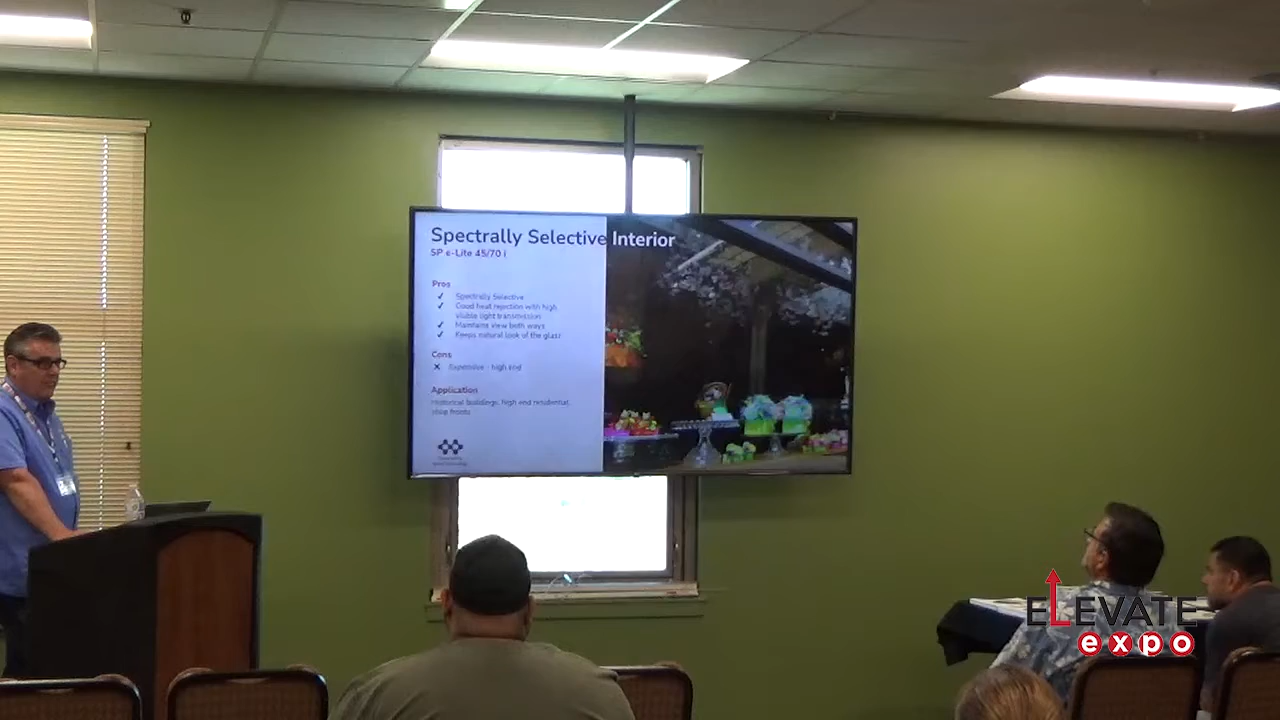 Spectrally Selective Interior
SP e-Lite 45/70 i
Pros
✓ Spectrally Selective
✓ Good heat rejection with high
visible light transmission
✓ Maintains view both ways
✓ Keeps natural look of the glass
Cons
✕ Expensive - high end
Application
Historical buildings, high end residential,
shop fronts
ELEVATE
expo